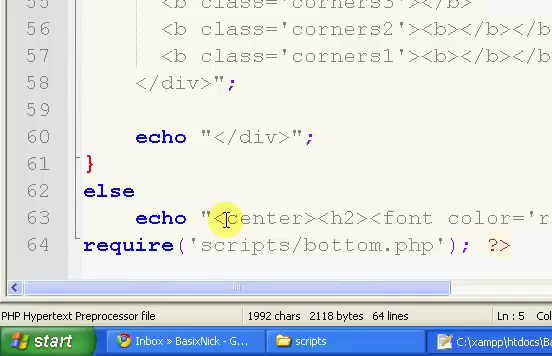 55 <b class='corners3'></b>
56 <b class='corners2'><b></b></b
57 <b class='corners1'><b></b></b
58 </div>";
59
60 echo "</div>";
61 }
62 else
63 echo "<center><h2><font color='r
64 require('scripts/bottom.php'); ?>
PHP Hypertext Preprocessor file 1992 chars 2118 bytes 64 lines Ln : 5 Col
start Inbox » BasixNick - G... scripts C:\xampp\htdocs\Ba